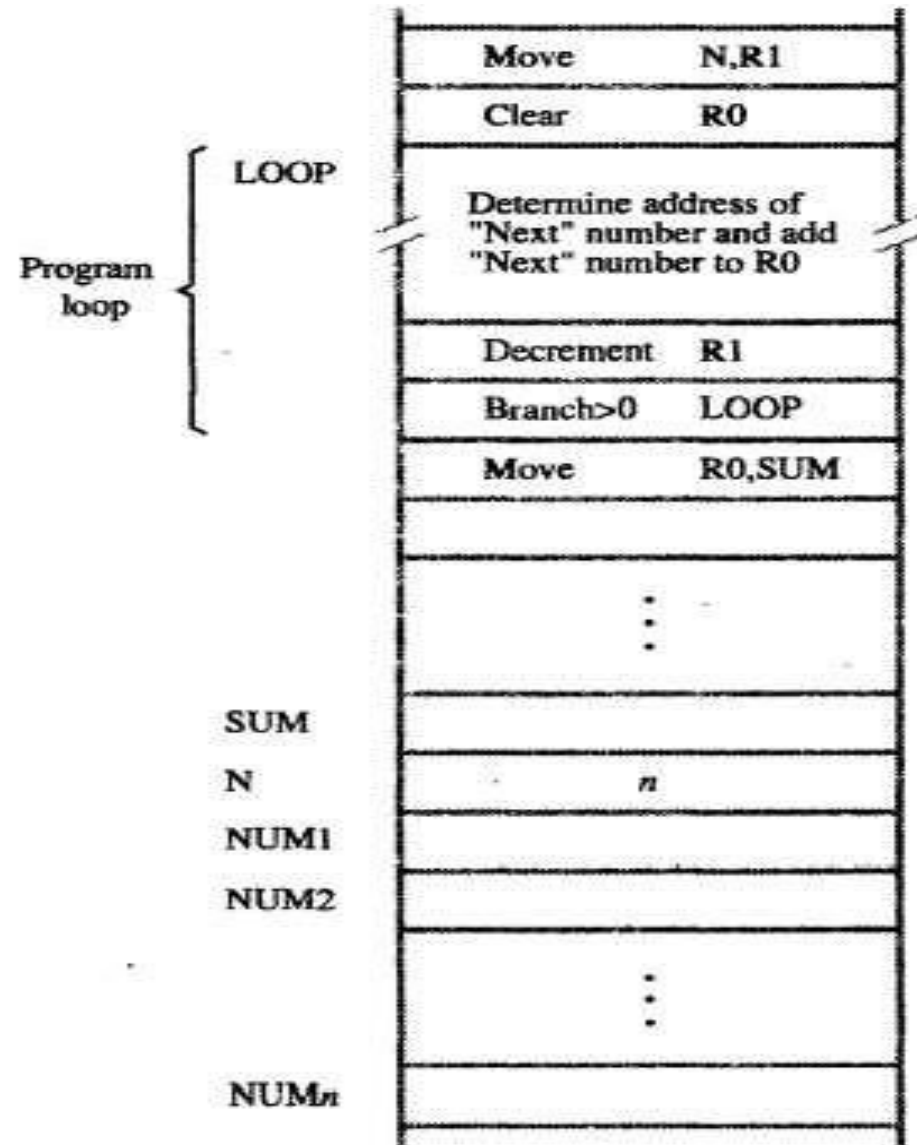 Move N,R1
Clear R0
LOOP
Determine address of
"Next" number and add
"Next" number to R0
Program
loop
Decrement R1
Branch>0 LOOP
Move R0,SUM
SUM
N n
NUM1
NUM2
NUMn